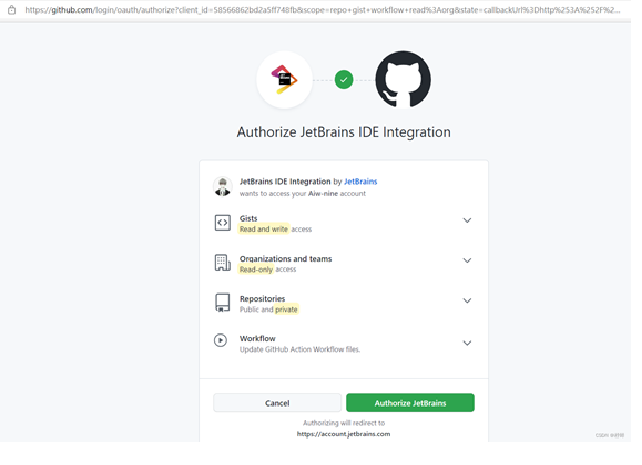 https://github.com/login/oauth/authorize?client_id=58566862bd2a5ff748fb&scope=repo+gist+workflow+read%3Aorg&state=callbackUrl%3Dhttp%253A%252F%2...
Authorize JetBrains IDE Integration
JetBrains IDE Integration by JetBrains
wants to access your Aiw-nine account
Gists
Read and write access
Organizations and teams
Read-only access
Repositories
Public and private
Workflow
Update GitHub Action Workflow files.
Cancel
Authorize JetBrains
Authorizing will redirect to
https://account.jetbrains.com
CSDN